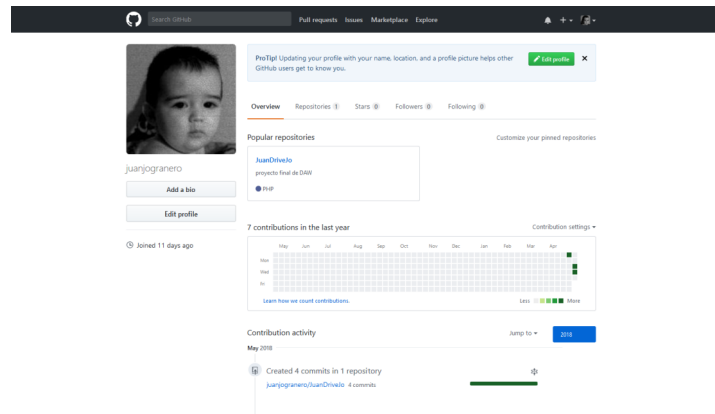 Search GitHub
Pull requests Issues Marketplace Explore
ProTip! Updating your profile with your name, location, and a profile picture helps other
GitHub users get to know you.
Edit profile
Overview Repositories 1 Stars 0 Followers 0 Following 0
Popular repositories
Customize your pinned repositories
JuanDriveJo
proyecto final de DAW
PHP
juanjogranero
Add a bio
Edit profile
Joined 11 days ago
7 contributions in the last year
Contribution settings
May Jun Jul Aug Sep Oct Nov Dec Jan Feb Mar Apr
Mon
Wed
Learn how we count contributions.
Less More
Contribution activity
Jump to
2018
May 2018
Created 4 commits in 1 repository
juanjogranero/JuanDriveJo 4 commits